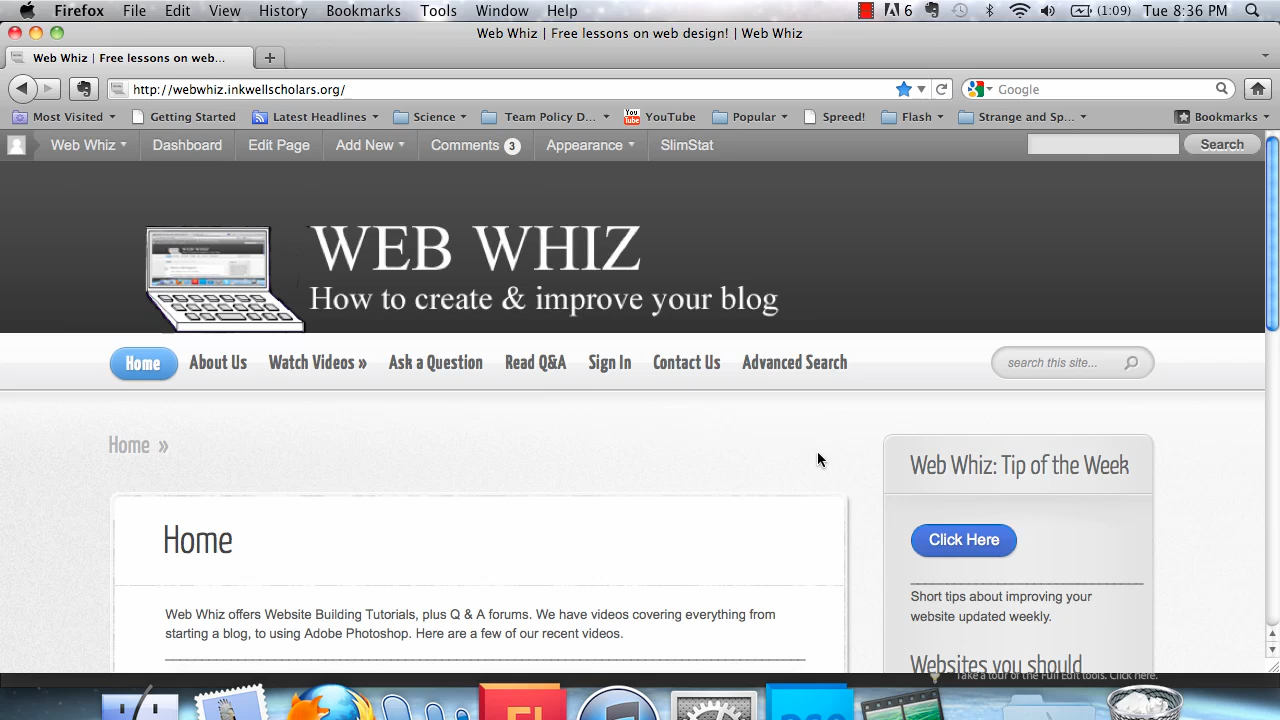 Firefox File Edit View History Bookmarks Tools Window Help 6 (1:09) Tue 8:36 PM
Web Whiz | Free lessons on web design! | Web Whiz
Web Whiz | Free lessons on web...
http://webwhiz.inkwellscholars.org/ Google
Most Visited Getting Started Latest Headlines Science Team Policy D... You Tube YouTube Popular Spreed! Flash Strange and Sp... Bookmarks
Web Whiz Dashboard Edit Page Add New Comments 3 Appearance SlimStat Search
WEB WHIZ
How to create & improve your blog
Home About Us Watch Videos » Ask a Question Read Q&A Sign In Contact Us Advanced Search search this site...
Home »
Web Whiz: Tip of the Week
Home
Click Here
Short tips about improving your
website updated weekly.
Web Whiz offers Website Building Tutorials, plus Q & A forums. We have videos covering everything from
starting a blog, to using Adobe Photoshop. Here are a few of our recent videos.
Websites you should
Take a tour of the Full Edit tools. Click here.